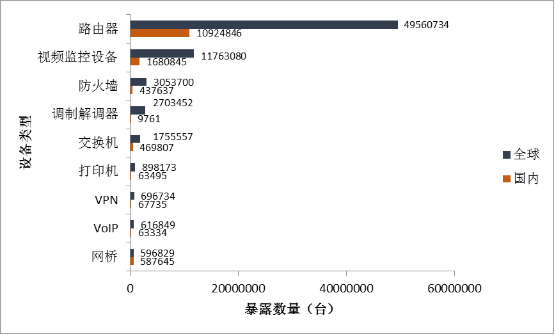 路由器
49560734
10924846
视频监控设备
11763080
1680845
防火墙
3053700
437637
调制解调器
2703452
9761
交换机
1755557
469807
打印机
898173
63495
VPN
696734
67735
VoIP
616849
63334
网桥
596829
587645
设备类型
全球
国内
0 20000000 40000000 60000000
暴露数量（台）